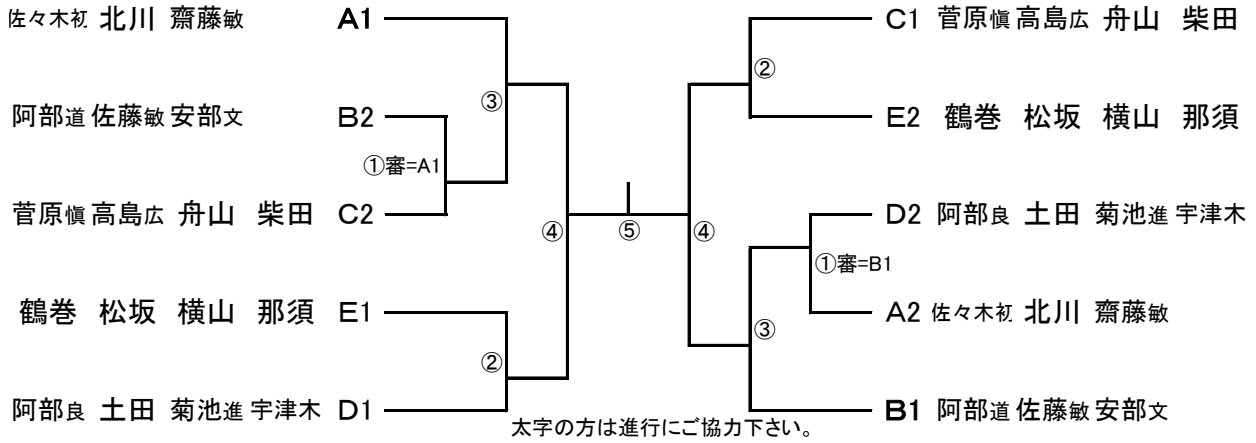 佐々木初 北川 齋藤敏 A1
③
阿部道 佐藤敏 安部文 B2
①審=A1
菅原愼 高島広 舟山 柴田 C2
④
鶴巻 松坂 横山 那須 E1
②
阿部良 土田 菊池進 宇津木 D1
⑤
C1 菅原愼 高島広 舟山 柴田
②
E2 鶴巻 松坂 横山 那須
④
D2 阿部良 土田 菊池進 宇津木
①審=B1
A2 佐々木初 北川 齋藤敏
③
B1 阿部道 佐藤敏 安部文
太字の方は進行にご協力下さい。